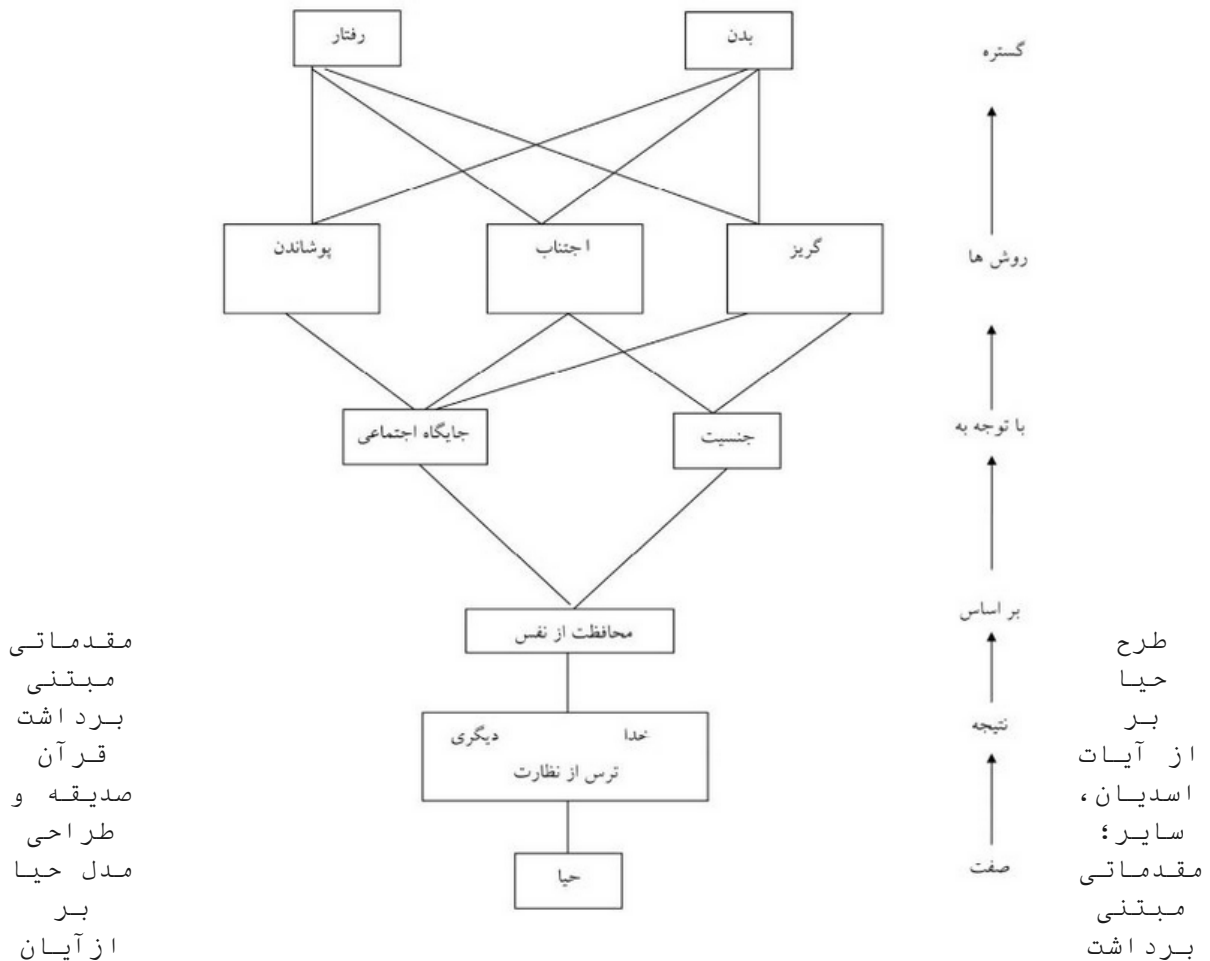 گستره
بدن
رفتار
روش ها
گریز
اجتناب
پوشاندن
با توجه به
جنسیت
جایگاه اجتماعی
بر اساس
محافظت از نفس
نتیجه
خدا دیگری
ترس از نظارت
صفت
حیا
طرح مقدماتی
حیا مبتنی
بر برداشت
از آیات قرآن
اسدیان، صدیقه و
سایر؛ طراحی
مقدماتی مدل حیا
مبتنی بر
برداشت ازآیان